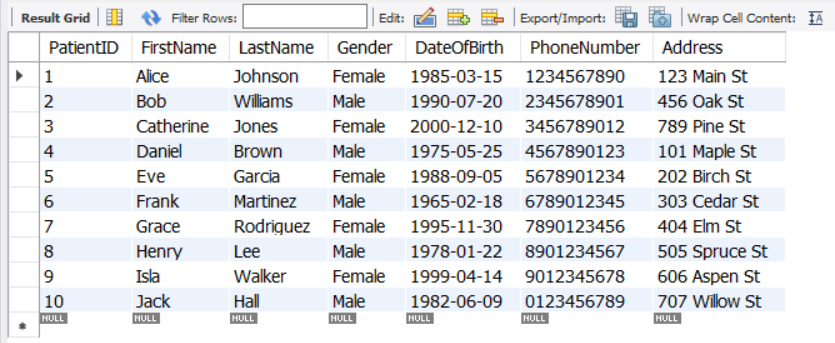 Result Grid Filter Rows: Edit: Export/Import: Wrap Cell Content: IA
PatientID FirstName LastName Gender DateOfBirth PhoneNumber Address
1 Alice Johnson Female 1985-03-15 1234567890 123 Main St
2 Bob Williams Male 1990-07-20 2345678901 456 Oak St
3 Catherine Jones Female 2000-12-10 3456789012 789 Pine St
4 Daniel Brown Male 1975-05-25 4567890123 101 Maple St
5 Eve Garcia Female 1988-09-05 5678901234 202 Birch St
6 Frank Martinez Male 1965-02-18 6789012345 303 Cedar St
7 Grace Rodriguez Female 1995-11-30 7890123456 404 Elm St
8 Henry Lee Male 1978-01-22 8901234567 505 Spruce St
9 Isla Walker Female 1999-04-14 9012345678 606 Aspen St
10 Jack Hall Male 1982-06-09 0123456789 707 Willow St
NULL NULL NULL NULL NULL NULL NULL